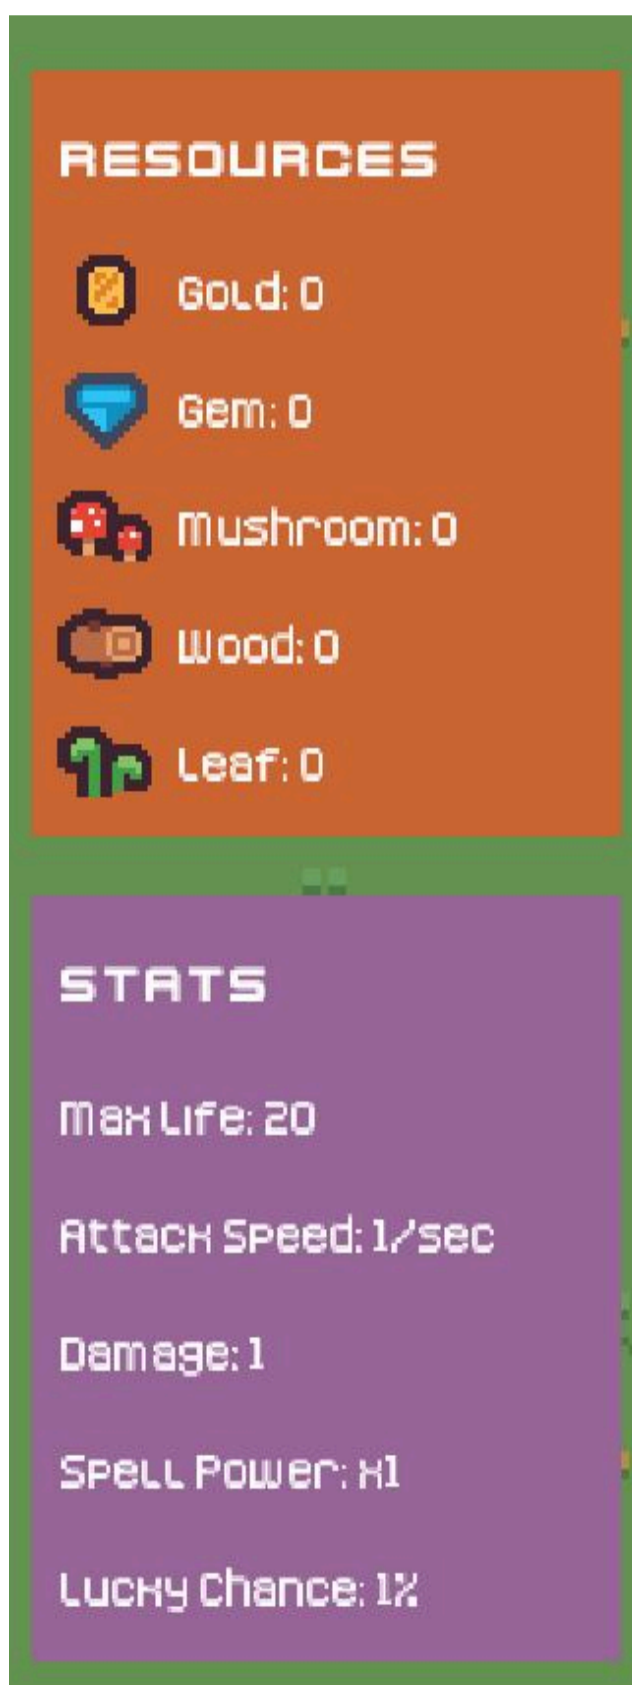 RESOURCES
Gold: 0
Gem: 0
Mushroom: 0
Wood: 0
Leaf: 0
STATS
Max Life: 20
Attack Speed: 1/sec
Damage: 1
Spell Power: x1
Lucky Chance: 1%